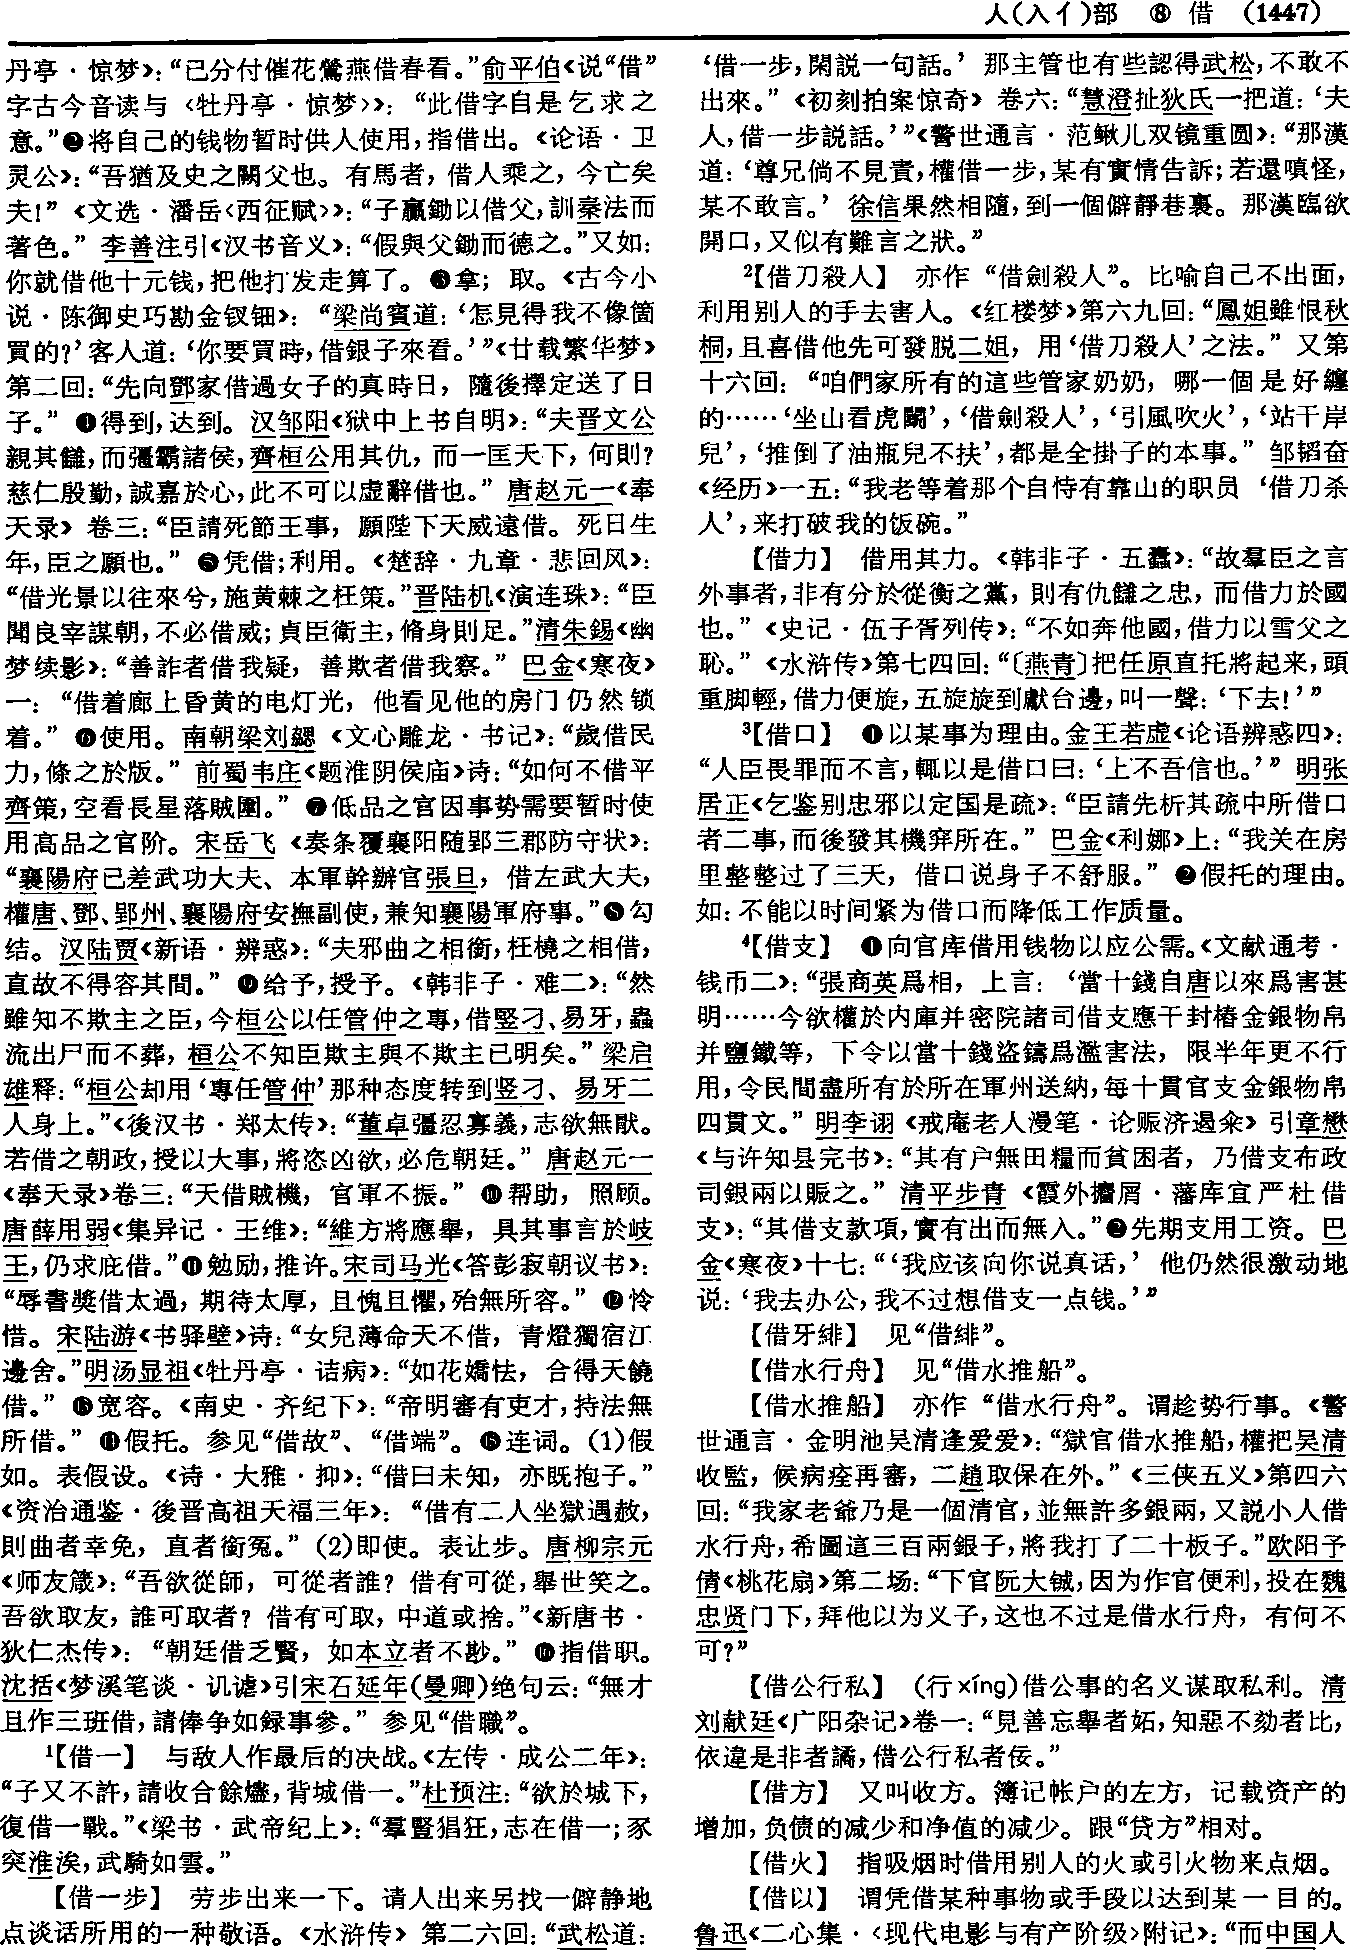 人(入亻)部 ⑧ 借 (1447)
丹亭·惊梦》：“已分付催花鶯燕借春看。”俞平伯《说“借”
字古今音读与〈牡丹亭·惊梦〉》：“此借字自是乞求之
意。”❷将自己的钱物暂时供人使用，指借出。《论语·卫
灵公》：“吾猶及史之闕文也。有馬者，借人乘之，今亡矣
夫！”《文选·潘岳〈西征赋〉》：“子贏鋤以借父，訓秦法而
著色。”李善注引《汉书音义》：“假與父鋤而德之。”又如：
你就借他十元钱，把他打发走算了。❸拿；取。《古今小
说·陈御史巧勘金钗钿》：“梁尚賓道：‘怎見得我不像箇
買的？’客人道：‘你要買時，借銀子來看。’”《廿载繁华梦》
第二回：“先向鄧家借過女子的真時日，隨後擇定送了日
子。”❹得到，达到。汉邹阳《狱中上书自明》：“夫晋文公
親其讎，而彊霸諸侯，齊桓公用其仇，而一匡天下，何則？
慈仁殷勤，誠嘉於心，此不可以虚辭借也。”唐赵元一《奉
天录》卷三：“臣請死節王事，願陛下天威遠借。死日生
年，臣之願也。”❺凭借；利用。《楚辞·九章·悲回风》：
“借光景以往來兮，施黄棘之枉策。”晋陆机《演连珠》：“臣
聞良宰謀朝，不必借威；貞臣衛主，脩身則足。”清朱錫《幽
梦续影》：“善詐者借我疑，善欺者借我察。”巴金《寒夜》
一：“借着廊上昏黄的电灯光，他看见他的房门仍然锁
着。”❻使用。南朝梁刘勰《文心雕龙·书记》：“歲借民
力，條之於版。”前蜀韦庄《题淮阴侯庙》诗：“如何不借平
齊策，空看長星落賊圍。”❼低品之官因事势需要暂时使
用高品之官阶。宋岳飞《奏条覆襄阳随郢三郡防守状》：
“襄陽府已差武功大夫、本軍幹辦官張旦，借左武大夫，
權唐、鄧、郢州、襄陽府安撫副使，兼知襄陽軍府事。”❽勾
结。汉陆贾《新语·辨惑》：“夫邪曲之相銜，枉橈之相借，
直故不得容其間。”❾给予，授予。《韩非子·难二》：“然
雖知不欺主之臣，今桓公以任管仲之專，借竪刁、易牙，蟲
流出尸而不葬，桓公不知臣欺主與不欺主已明矣。”梁启
雄释：“桓公却用‘專任管仲’那种态度转到竖刁、易牙二
人身上。”《後汉书·郑太传》：“董卓彊忍寡義，志欲無猒。
若借之朝政，授以大事，將恣凶欲，必危朝廷。”唐赵元一
《奉天录》卷三：“天借賊機，官軍不振。”❿帮助，照顾。
唐薛用弱《集异记·王维》：“維方將應舉，具其事言於岐
王，仍求庇借。”⓫勉励，推许。宋司马光《答彭寂朝议书》：
“辱書獎借太過，期待太厚，且愧且懼，殆無所容。”⓬怜
惜。宋陆游《书驿壁》诗：“女兒薄命天不借，青燈獨宿江
邊舍。”明汤显祖《牡丹亭·诘病》：“如花嬌怯，合得天饒
借。”⓭宽容。《南史·齐纪下》：“帝明審有吏才，持法無
所借。”⓮假托。参见“借故”、“借端”。⓯连词。(1)假
如。表假设。《诗·大雅·抑》：“借曰未知，亦既抱子。”
《资治通鉴·後晋高祖天福三年》：“借有二人坐獄遇赦，
則曲者幸免，直者銜冤。”(2)即使。表让步。唐柳宗元
《师友箴》：“吾欲從師，可從者誰？借有可從，舉世笑之。
吾欲取友，誰可取者？借有可取，中道或捨。”《新唐书·
狄仁杰传》：“朝廷借乏賢，如本立者不尠。”⓰指借职。
沈括《梦溪笔谈·讥谑》引宋石延年(曼卿)绝句云：“無才
且作三班借，請俸争如録事參。”参见“借職”。
¹【借一】 与敌人作最后的决战。《左传·成公二年》：
“子又不許，請收合餘燼，背城借一。”杜预注：“欲於城下，
復借一戰。”《梁书·武帝纪上》：“羣豎猖狂，志在借一；豕
突淮涘，武騎如雲。”
【借一步】 劳步出来一下。请人出来另找一僻静地
点谈话所用的一种敬语。《水浒传》第二六回：“武松道：
‘借一步，閑説一句話。’那主管也有些認得武松，不敢不
出來。”《初刻拍案惊奇》卷六：“慧澄扯狄氏一把道：‘夫
人，借一步説話。’”《警世通言·范鳅儿双镜重圆》：“那漢
道：‘尊兄倘不見責，權借一步，某有實情告訴；若還嗔怪，
某不敢言。’徐信果然相隨，到一個僻靜巷裏。那漢臨欲
開口，又似有難言之狀。”
²【借刀殺人】 亦作“借劍殺人”。比喻自己不出面，
利用别人的手去害人。《红楼梦》第六九回：“鳳姐雖恨秋
桐，且喜借他先可發脱二姐，用‘借刀殺人’之法。”又第
十六回：“咱們家所有的這些管家奶奶，哪一個是好纏
的……‘坐山看虎鬭’，‘借劍殺人’，‘引風吹火’，‘站干岸
兒’，‘推倒了油瓶兒不扶’，都是全掛子的本事。”邹韬奋
《经历》一五：“我老等着那个自恃有靠山的职员‘借刀杀
人’，来打破我的饭碗。”
【借力】 借用其力。《韩非子·五蠹》：“故羣臣之言
外事者，非有分於從衡之黨，則有仇讎之忠，而借力於國
也。”《史记·伍子胥列传》：“不如奔他國，借力以雪父之
恥。”《水浒传》第七四回：“〔燕青〕把任原直托將起来，頭
重脚輕，借力便旋，五旋旋到獻台邊，叫一聲：‘下去！’”
³【借口】 ❶以某事为理由。金王若虚《论语辨惑四》：
“人臣畏罪而不言，輒以是借口曰：‘上不吾信也。’”明张
居正《乞鉴别忠邪以定国是疏》：“臣請先析其疏中所借口
者二事，而後發其機穽所在。”巴金《利娜》上：“我关在房
里整整过了三天，借口说身子不舒服。”❷假托的理由。
如：不能以时间紧为借口而降低工作质量。
⁴【借支】 ❶向官库借用钱物以应公需。《文献通考·
钱币二》：“張商英爲相，上言：‘當十錢自唐以來爲害甚
明……今欲權於内庫并密院諸司借支應干封樁金銀物帛
并鹽鐵等，下令以當十錢盜鑄爲濫害法，限半年更不行
用，令民間盡所有於所在軍州送納，每十貫官支金銀物帛
四貫文。”明李诩《戒庵老人漫笔·论赈济遏籴》引章懋
《与许知县完书》：“其有户無田糧而貧困者，乃借支布政
司銀兩以賑之。”清平步青《霞外攟屑·藩库宜严杜借
支》：“其借支款項，實有出而無入。”❷先期支用工资。巴
金《寒夜》十七：“‘我应该向你说真话，’他仍然很激动地
说：‘我去办公，我不过想借支一点钱。’”
【借牙緋】 见“借緋”。
【借水行舟】 见“借水推船”。
【借水推船】 亦作“借水行舟”。谓趁势行事。《警
世通言·金明池吴清逢爱爱》：“獄官借水推船，權把吴清
收監，候病痊再審，二趙取保在外。”《三侠五义》第四六
回：“我家老爺乃是一個清官，並無許多銀兩，又説小人借
水行舟，希圖這三百兩銀子，將我打了二十板子。”欧阳予
倩《桃花扇》第二场：“下官阮大铖，因为作官便利，投在魏
忠贤门下，拜他以为义子，这也不过是借水行舟，有何不
可？”
【借公行私】 (行xíng)借公事的名义谋取私利。清
刘献廷《广阳杂记》卷一：“見善忘舉者妬，知惡不劾者比，
依違是非者譎，借公行私者佞。”
【借方】 又叫收方。簿记帐户的左方，记载资产的
增加，负债的减少和净值的减少。跟“贷方”相对。
【借火】 指吸烟时借用别人的火或引火物来点烟。
【借以】 谓凭借某种事物或手段以达到某一目的。
鲁迅《二心集·〈现代电影与有产阶级〉附记》：“而中国人